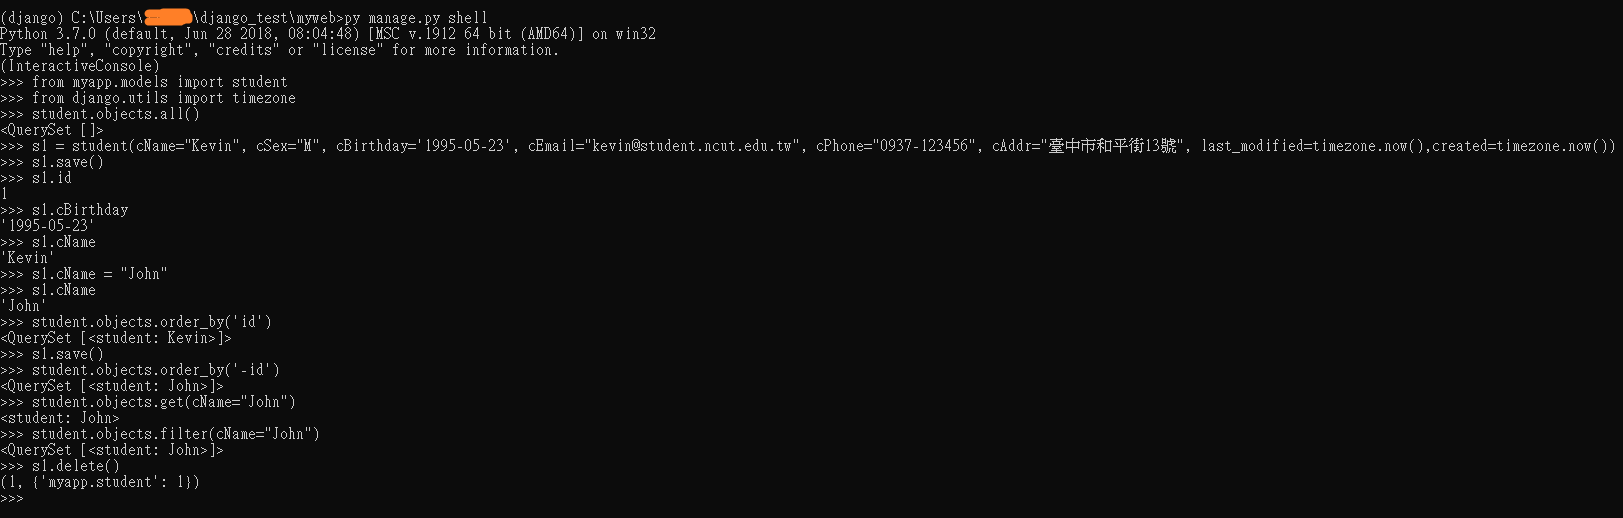 (django) C:\Users\ \django_test\myweb>py manage.py shell
Python 3.7.0 (default, Jun 28 2018, 08:04:48) [MSC v.1912 64 bit (AMD64)] on win32
Type "help", "copyright", "credits" or "license" for more information.
(InteractiveConsole)
>>> from myapp.models import student
>>> from django.utils import timezone
>>> student.objects.all()
<QuerySet []>
>>> s1 = student(cName="Kevin", cSex="M", cBirthday='1995-05-23', cEmail="kevin@student.ncut.edu.tw", cPhone="0937-123456", cAddr="臺中市和平街13號", last_modified=timezone.now(),created=timezone.now())
>>> s1.save()
>>> s1.id
1
>>> s1.cBirthday
'1995-05-23'
>>> s1.cName
'Kevin'
>>> s1.cName = "John"
>>> s1.cName
'John'
>>> student.objects.order_by('id')
<QuerySet [<student: Kevin>]>
>>> s1.save()
>>> student.objects.order_by('-id')
<QuerySet [<student: John>]>
>>> student.objects.get(cName="John")
<student: John>
>>> student.objects.filter(cName="John")
<QuerySet [<student: John>]>
>>> s1.delete()
(1, {'myapp.student': 1})
>>>